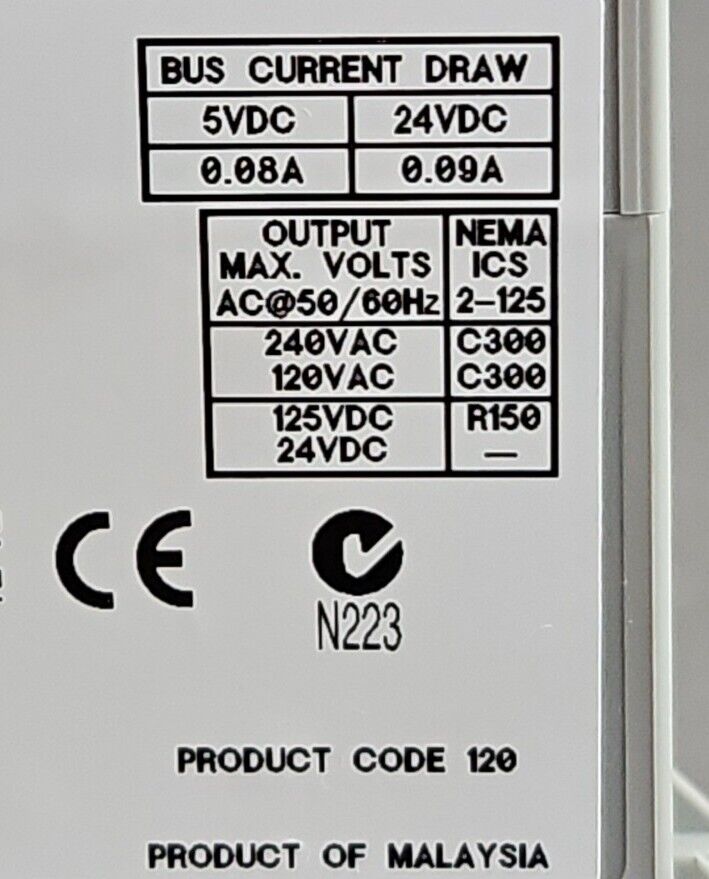 BUS CURRENT DRAW
5VDC 24VDC
0.08A 0.09A
OUTPUT NEMA
MAX. VOLTS ICS
AC@50/60Hz 2-125
240VAC C300
120VAC C300
125VDC R150
24VDC —
CE
N223
PRODUCT CODE 120
PRODUCT OF MALAYSIA